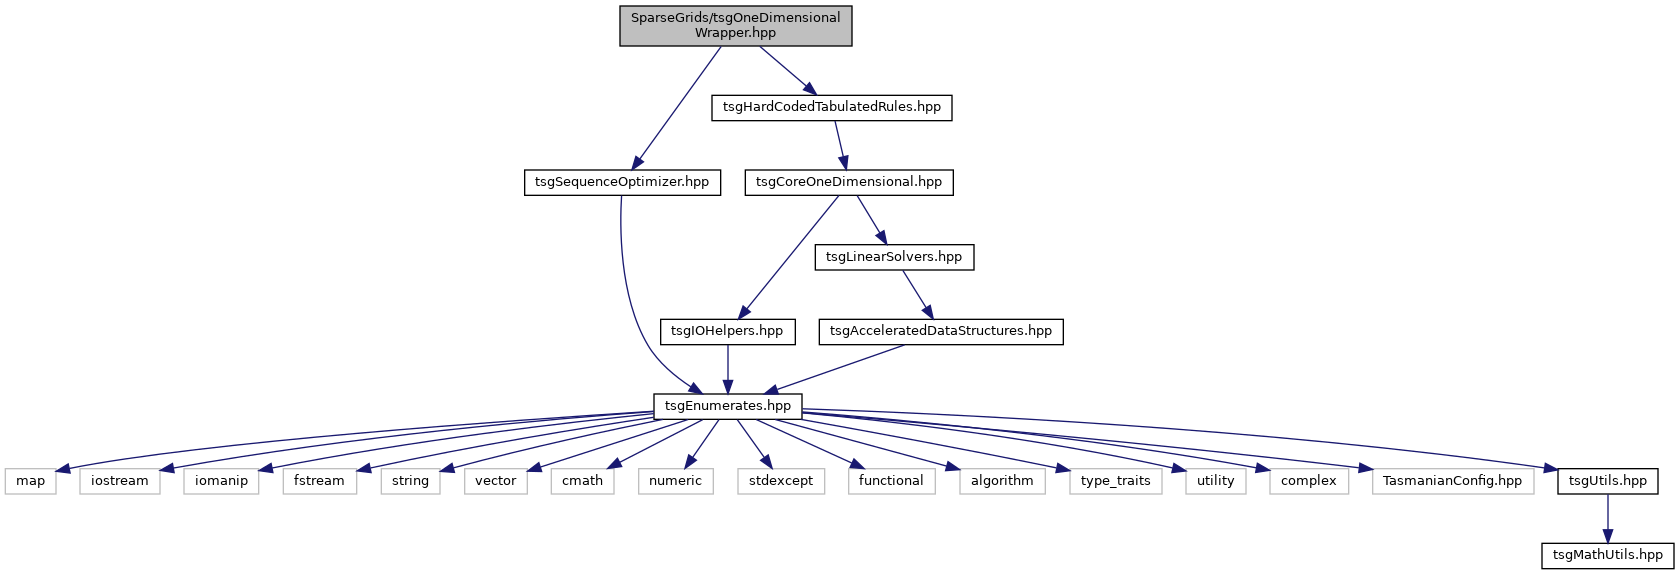 SparseGrids/tsgOneDimensional
Wrapper.hpp
tsgHardCodedTabulatedRules.hpp
tsgSequenceOptimizer.hpp
tsgCoreOneDimensional.hpp
tsgLinearSolvers.hpp
tsgIOHelpers.hpp
tsgAcceleratedDataStructures.hpp
tsgEnumerates.hpp
map
iostream
iomanip
fstream
string
vector
cmath
numeric
stdexcept
functional
algorithm
type_traits
utility
complex
TasmanianConfig.hpp
tsgUtils.hpp
tsgMathUtils.hpp